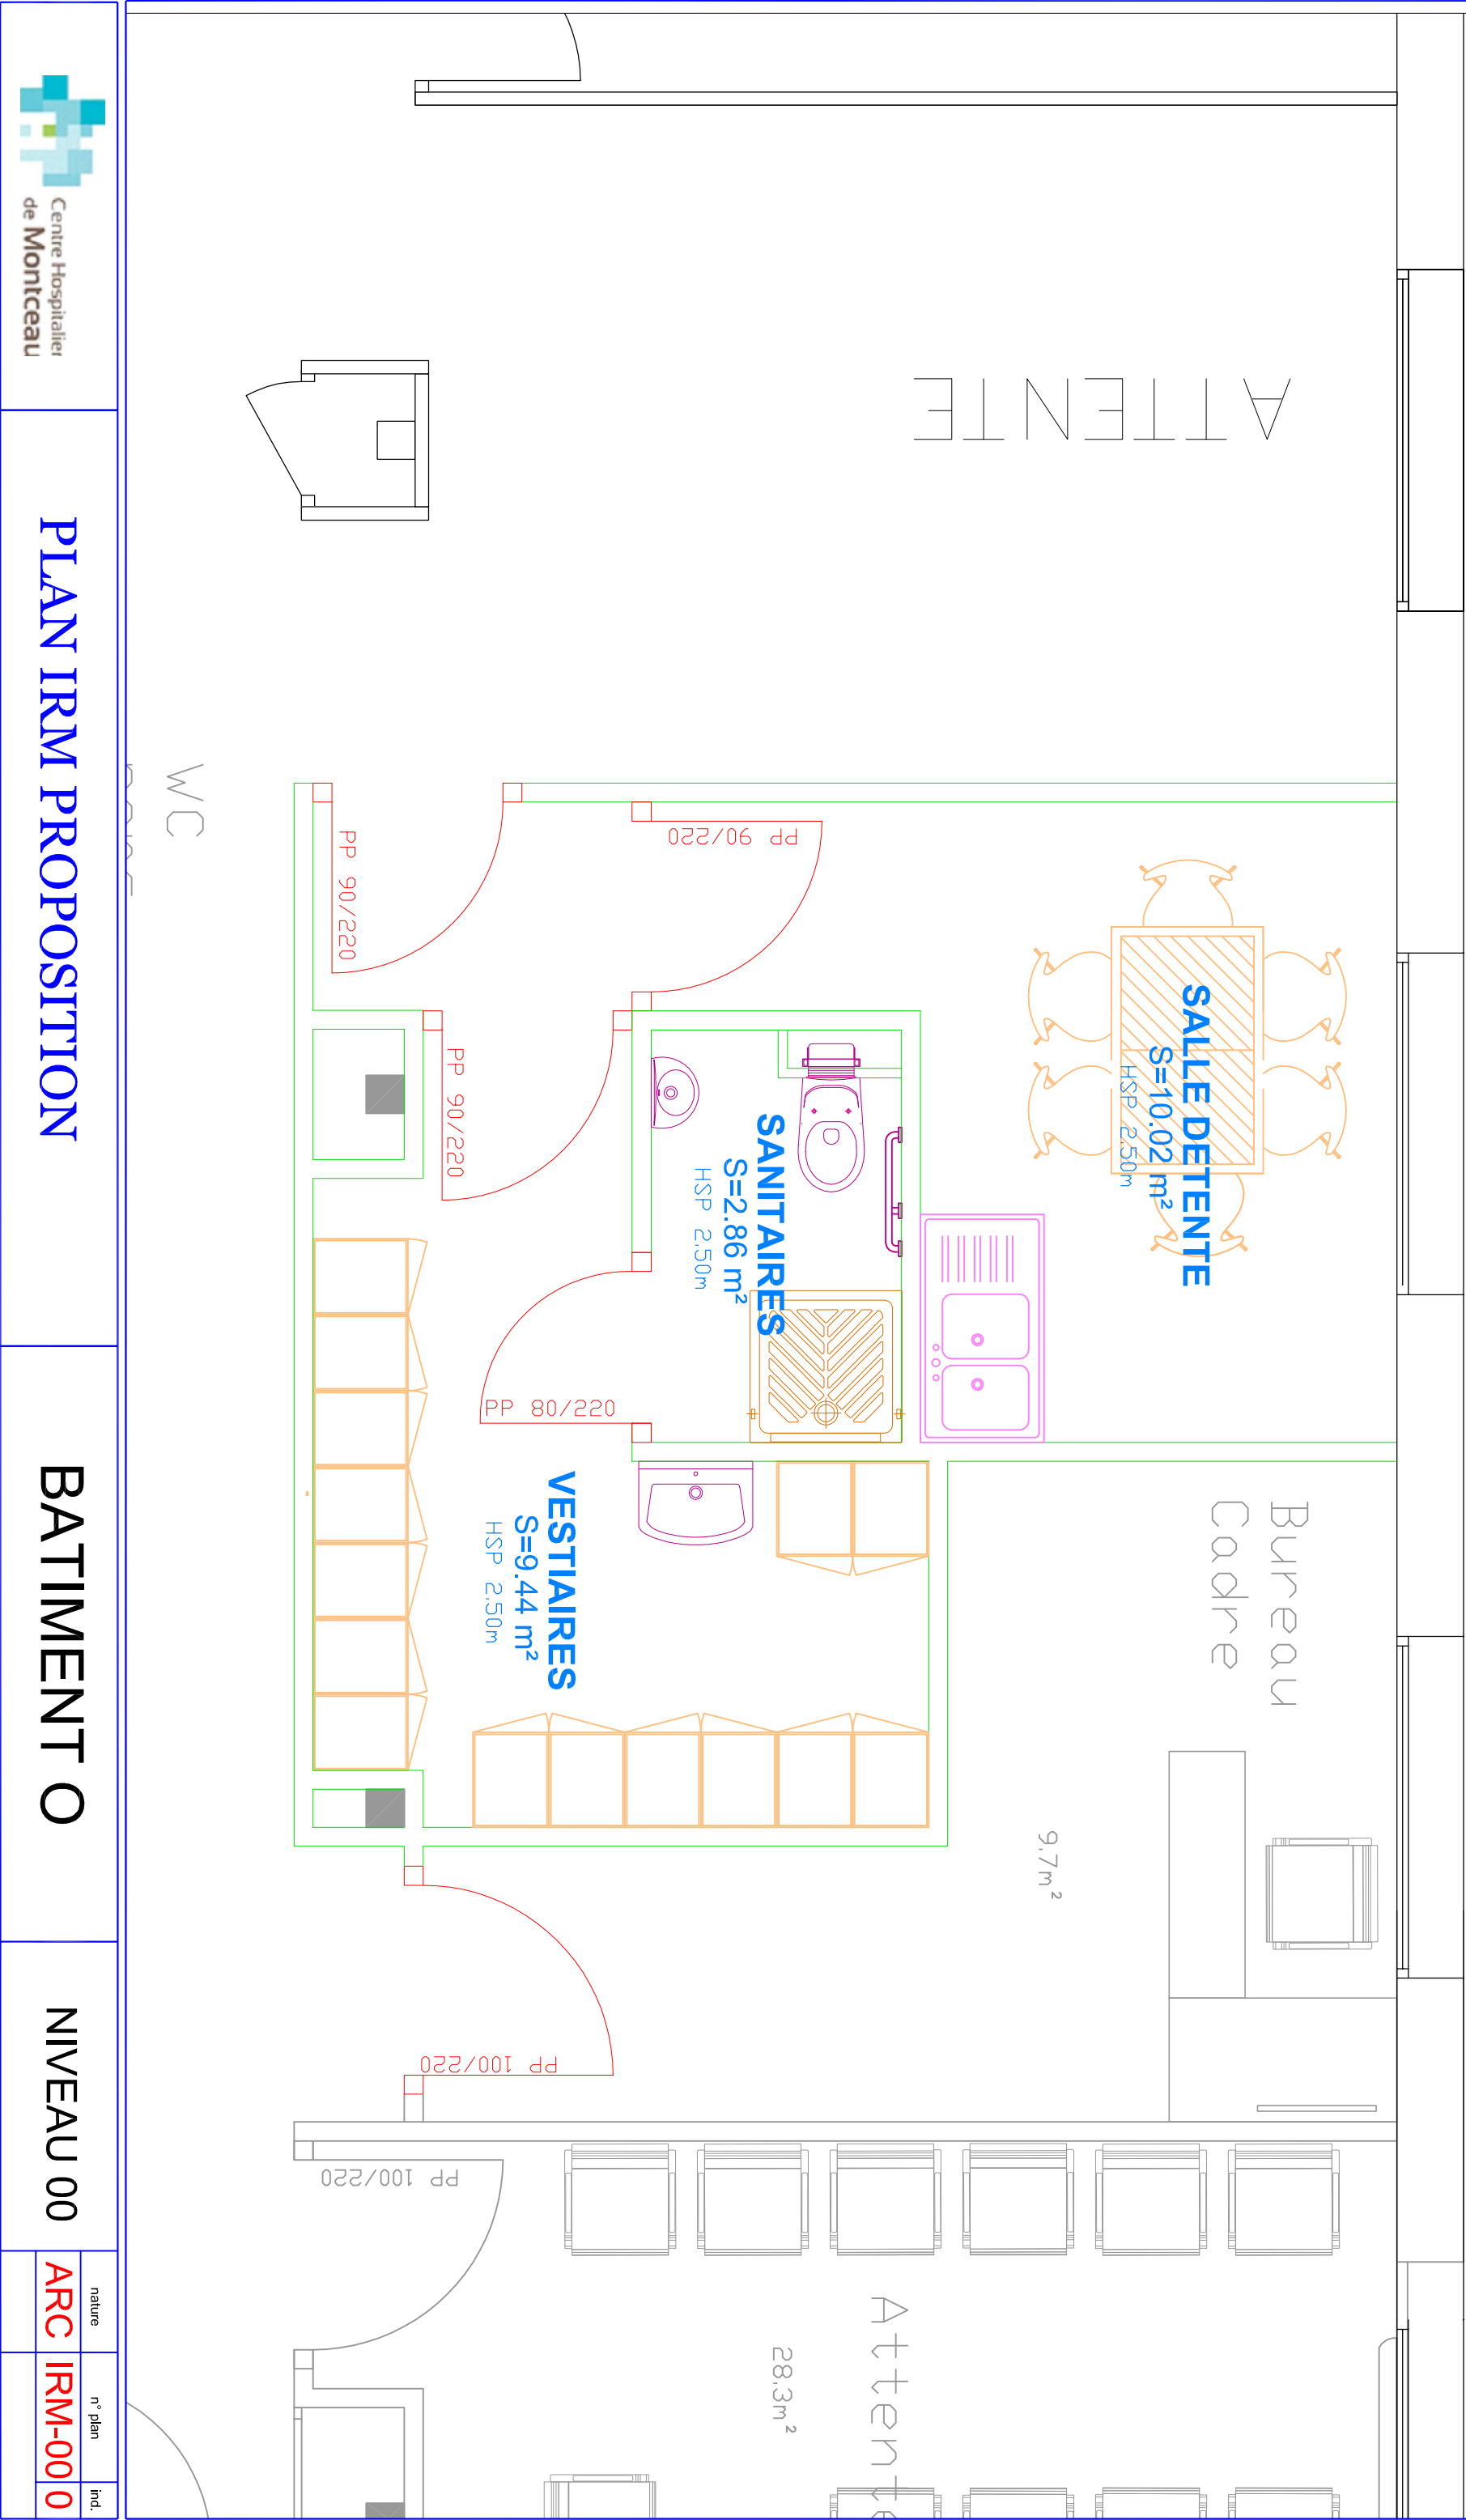 Centre Hospitalier
de Montceau
PLAN IRM PROPOSITION
BATIMENT O
NIVEAU 00
nature
ARC
n° plan
IRM-00
ind.
0
ATTENTE
WC
PP 90/220
PP 90/220
PP 90/220
SALLE DETENTE
S=10.02 m²
HSP 2.50m
SANITAIRES
S=2.86 m²
HSP 2.50m
PP 80/220
VESTIAIRES
S=9.44 m²
HSP 2.50m
Bureau
Cadre
9.7m²
PP 100/220
PP 100/220
Attente
28.3m²